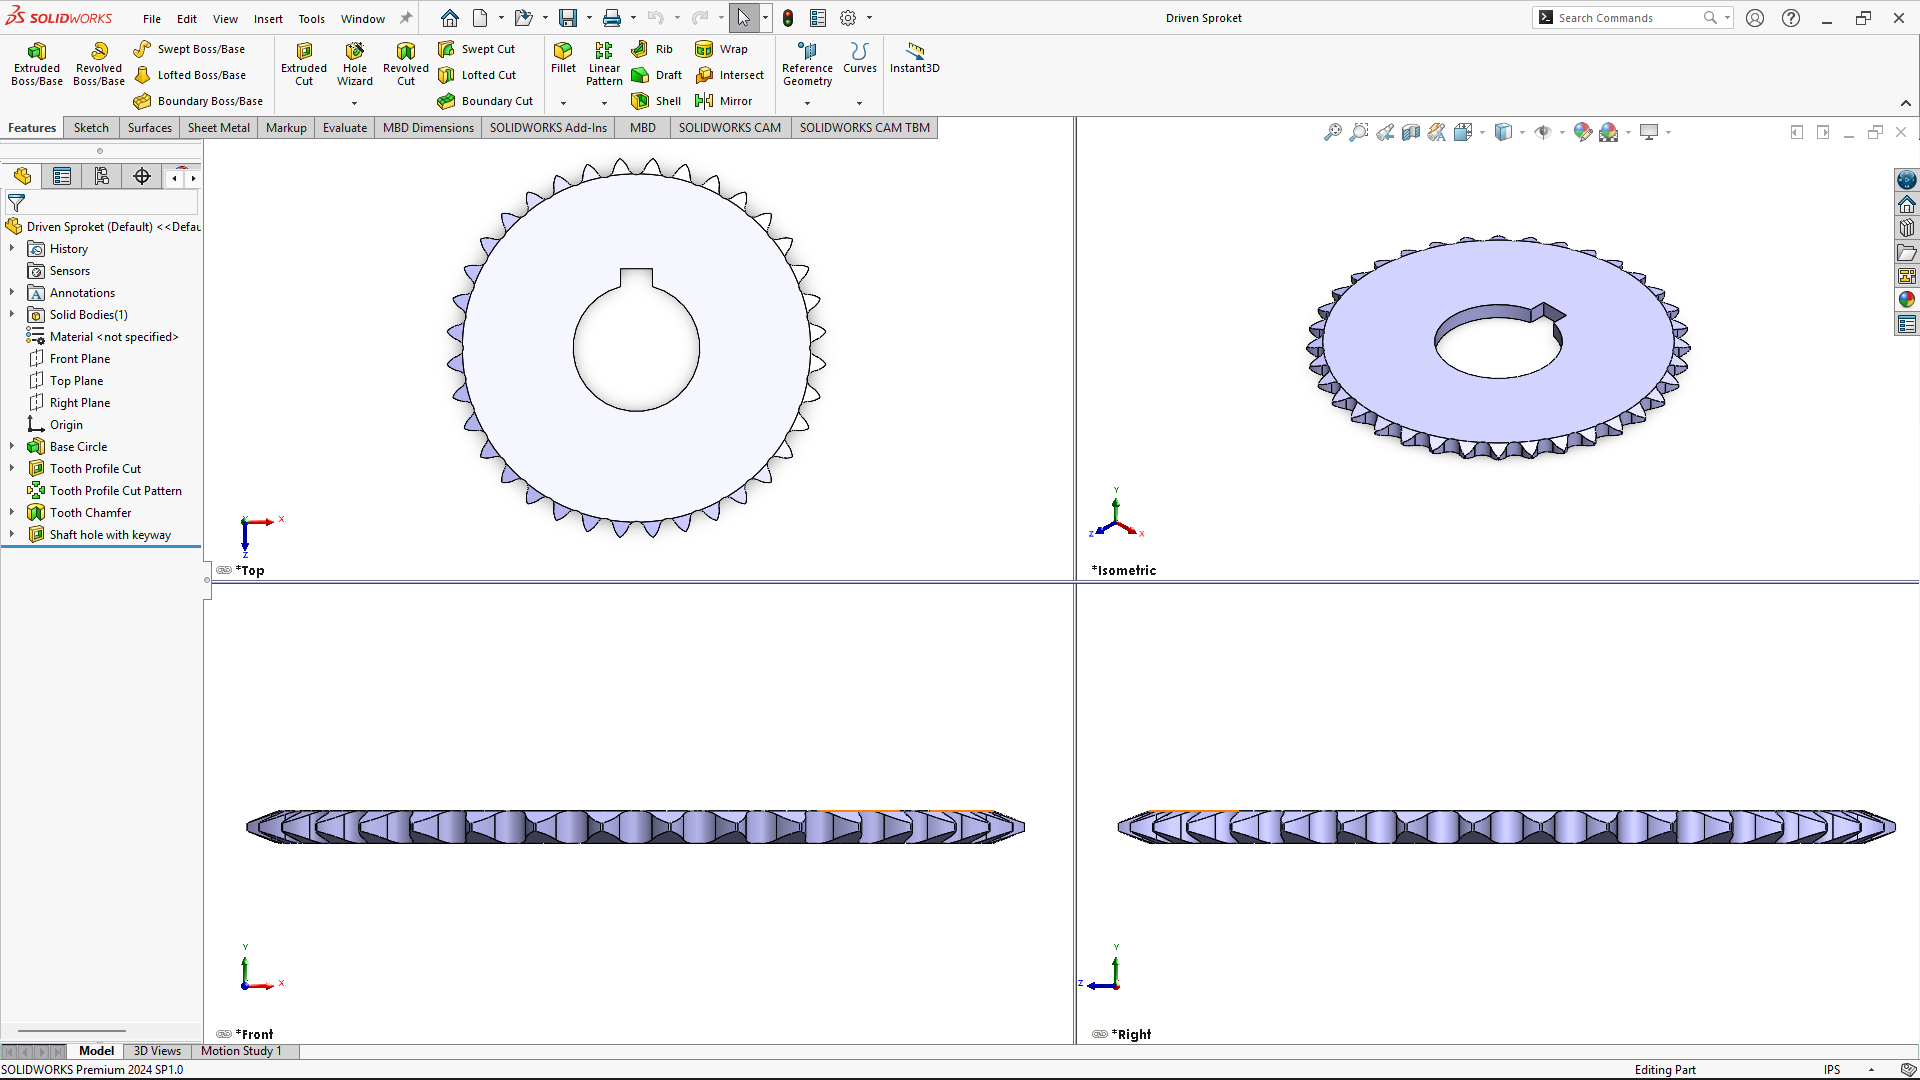 SOLIDWORKS File Edit View Insert Tools Window Driven Sproket Search Commands
Extruded Boss/Base
Revolved Boss/Base
Swept Boss/Base
Lofted Boss/Base
Boundary Boss/Base
Extruded Cut
Hole Wizard
Revolved Cut
Swept Cut
Lofted Cut
Boundary Cut
Fillet
Linear Pattern
Rib
Draft
Shell
Wrap
Intersect
Mirror
Reference Geometry
Curves
Instant3D
Features Sketch Surfaces Sheet Metal Markup Evaluate MBD Dimensions SOLIDWORKS Add-Ins MBD SOLIDWORKS CAM SOLIDWORKS CAM TBM
Driven Sproket (Default) <<Defau
History
Sensors
Annotations
Solid Bodies(1)
Material <not specified>
Front Plane
Top Plane
Right Plane
Origin
Base Circle
Tooth Profile Cut
Tooth Profile Cut Pattern
Tooth Chamfer
Shaft hole with keyway
Y
X
Z
*Top
Y
Z
X
*Isometric
Y
X
*Front
Y
Z
*Right
Model 3D Views Motion Study 1
SOLIDWORKS Premium 2024 SP1.0 Editing Part IPS